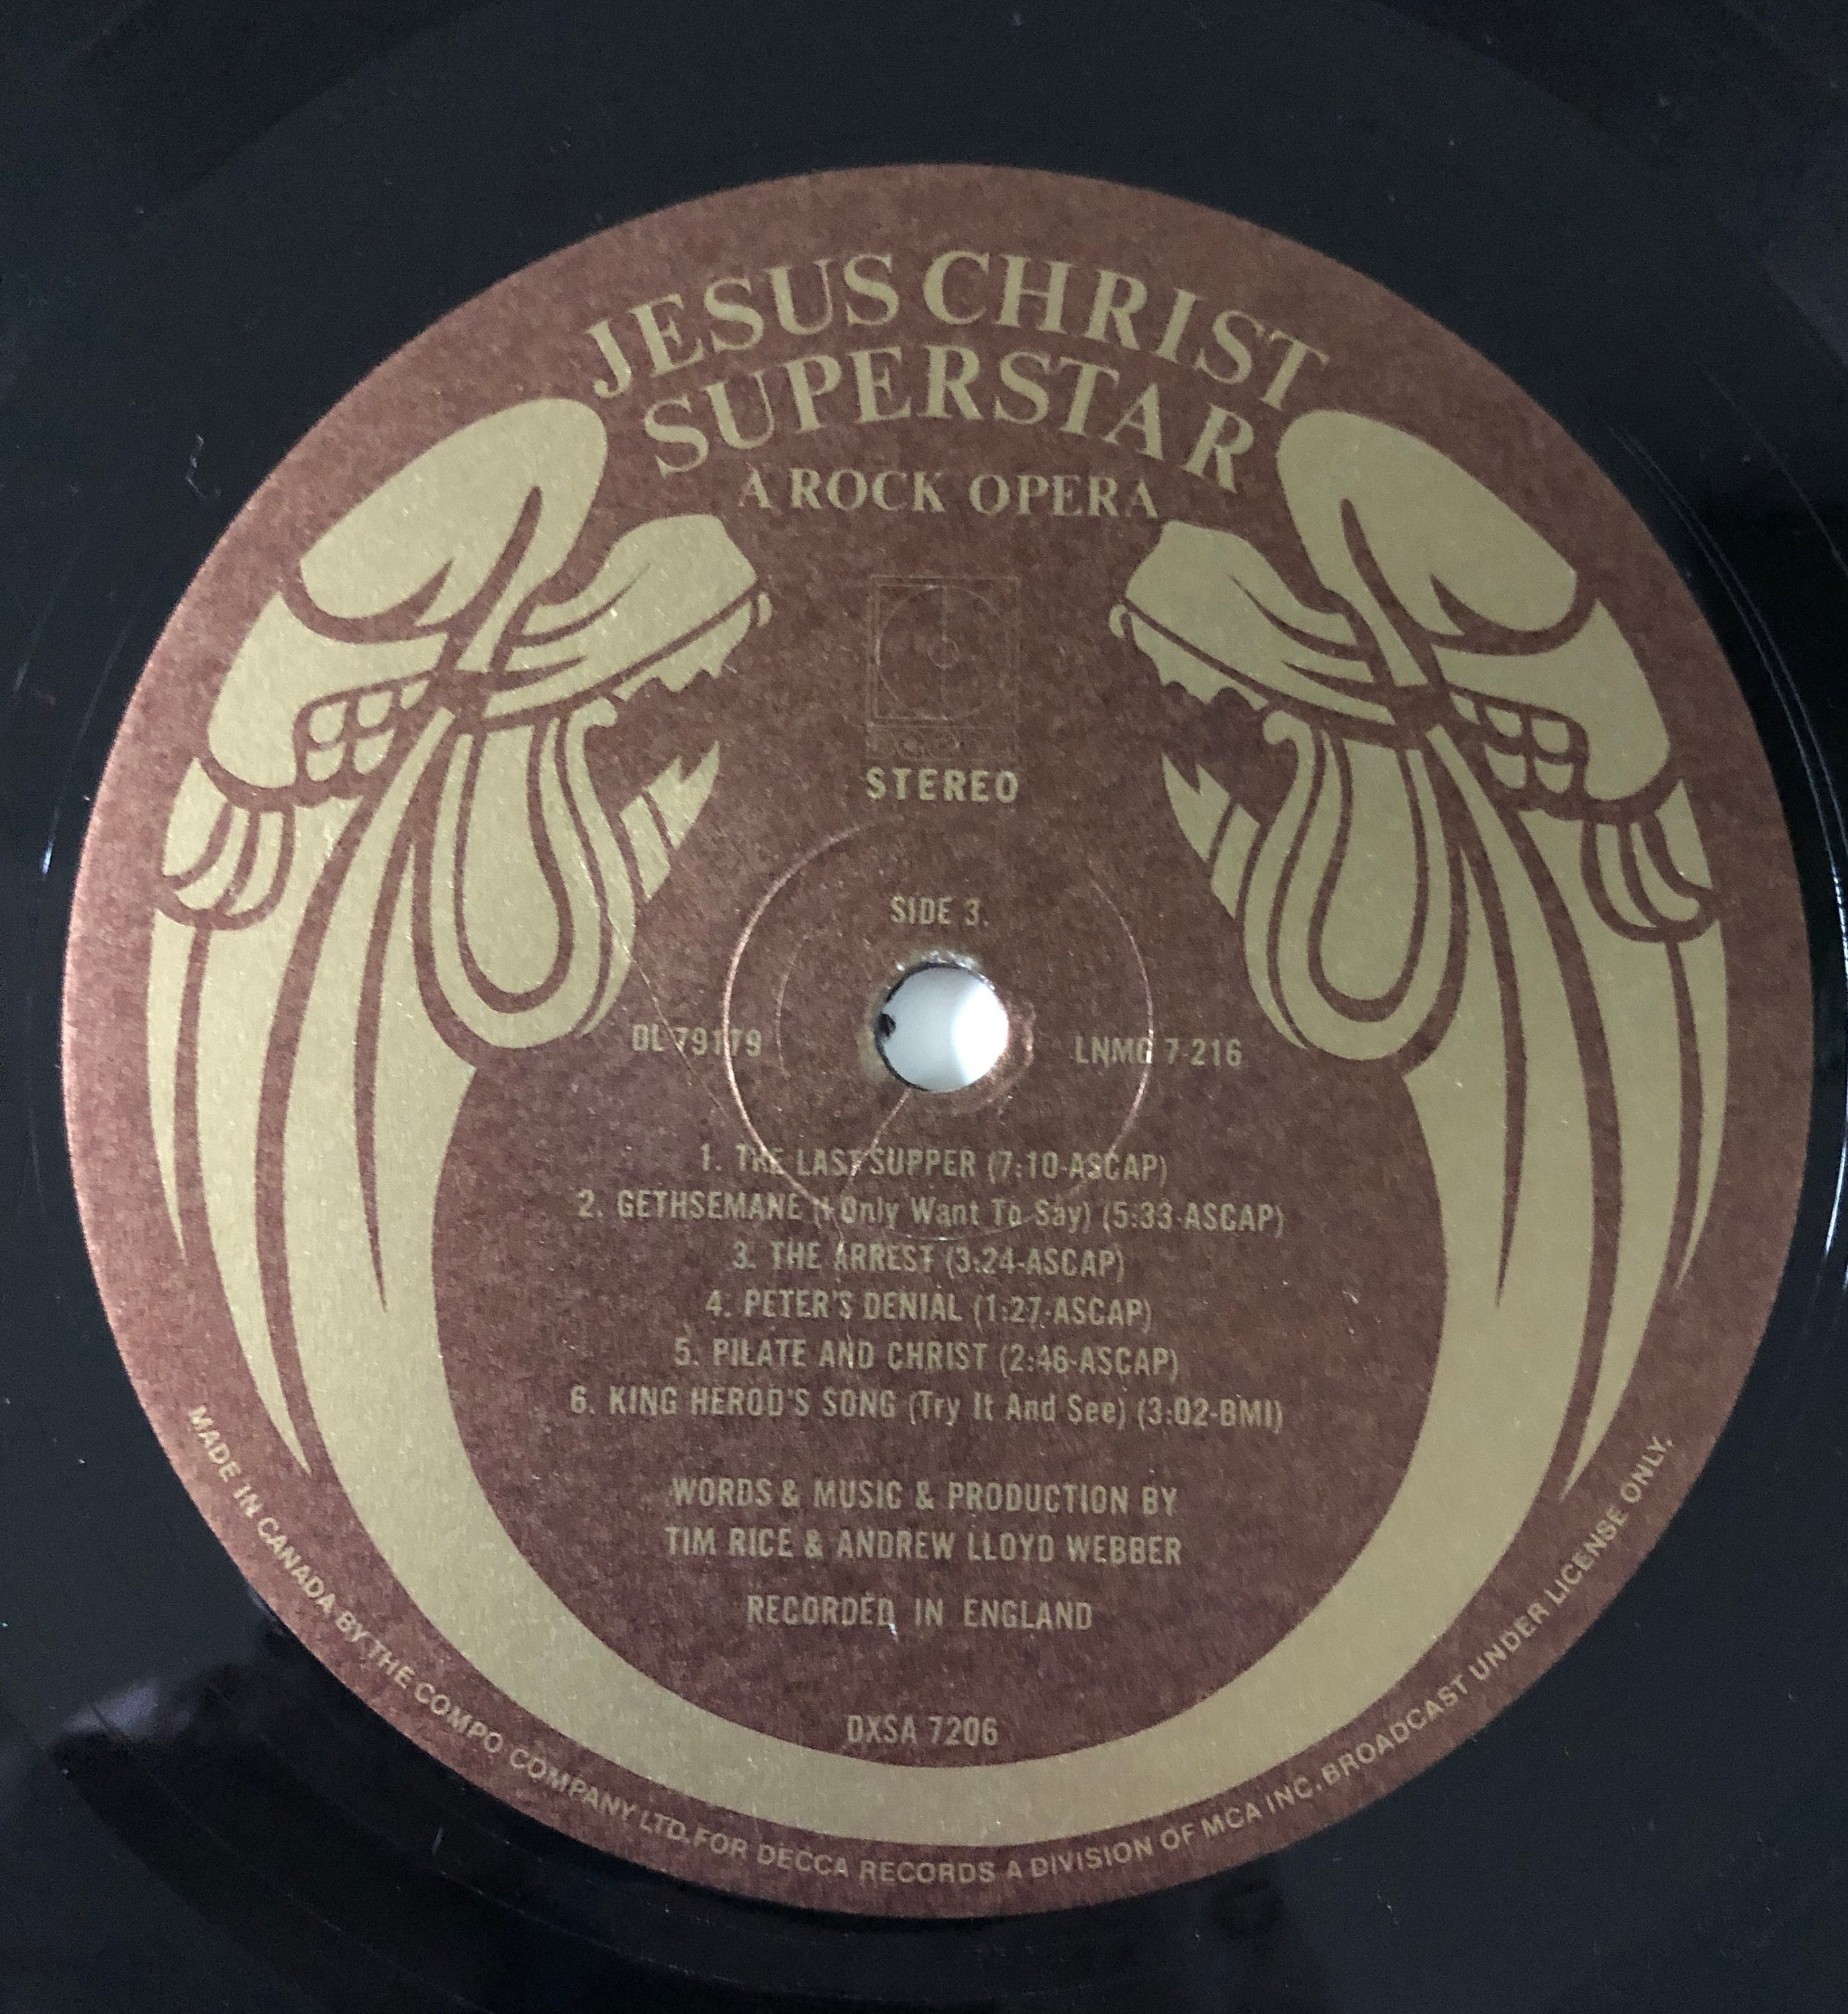 JESUS CHRIST
SUPERSTAR
A ROCK OPERA
STEREO
SIDE 3.
DL 79179
LNMG 7-216
1. THE LAST SUPPER (7:10-ASCAP)
2. GETHSEMANE (I Only Want To Say) (5:33-ASCAP)
3. THE ARREST (3:24-ASCAP)
4. PETER'S DENIAL (1:27-ASCAP)
5. PILATE AND CHRIST (2:46-ASCAP)
6. KING HEROD'S SONG (Try It And See) (3:02-BMI)
WORDS & MUSIC & PRODUCTION BY
TIM RICE & ANDREW LLOYD WEBBER
RECORDED IN ENGLAND
DXSA 7206
MADE IN CANADA BY THE COMPO COMPANY LTD. FOR DECCA RECORDS A DIVISION OF MCA INC. BROADCAST UNDER LICENSE ONLY.